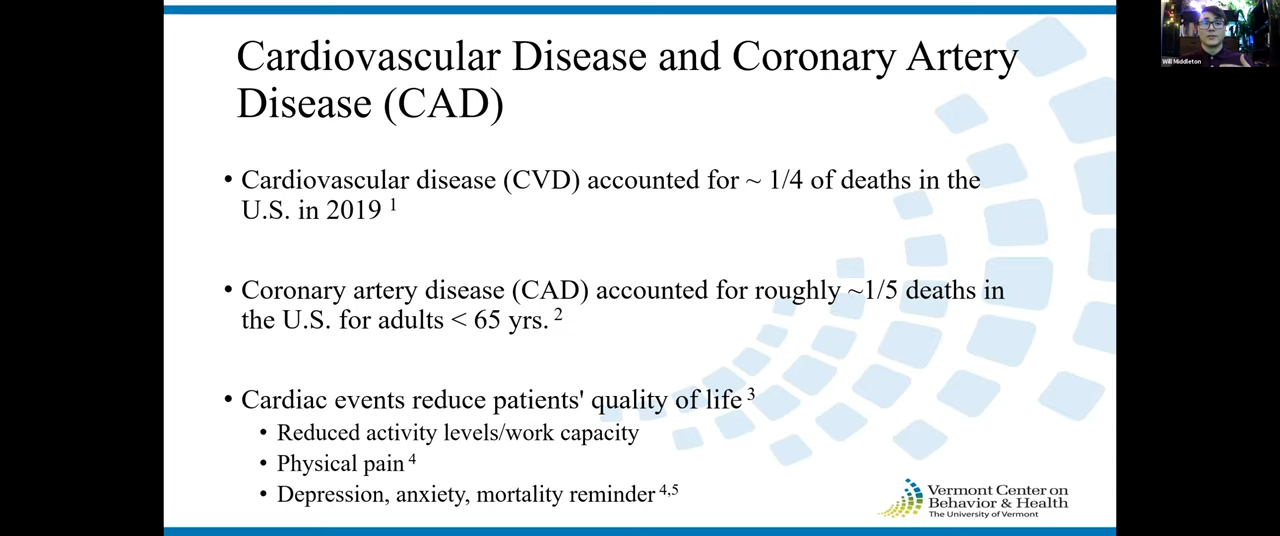 Cardiovascular Disease and Coronary Artery
Disease (CAD)
• Cardiovascular disease (CVD) accounted for ~ 1/4 of deaths in the
U.S. in 2019 1
• Coronary artery disease (CAD) accounted for roughly ~1/5 deaths in
the U.S. for adults < 65 yrs. 2
• Cardiac events reduce patients' quality of life 3
• Reduced activity levels/work capacity
• Physical pain 4
• Depression, anxiety, mortality reminder 4,5
Vermont Center on
Behavior & Health
The University of Vermont
Will Middleton